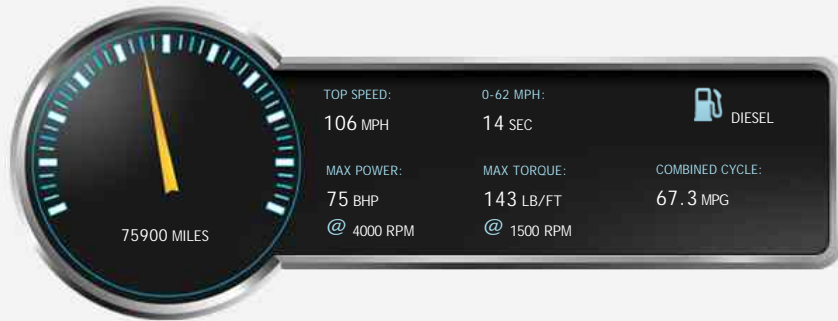 TOP SPEED:
106 MPH
0-62 MPH:
14 SEC
DIESEL
MAX POWER:
75 BHP
@ 4000 RPM
MAX TORQUE:
143 LB/FT
@ 1500 RPM
COMBINED CYCLE:
67.3 MPG
75900 MILES